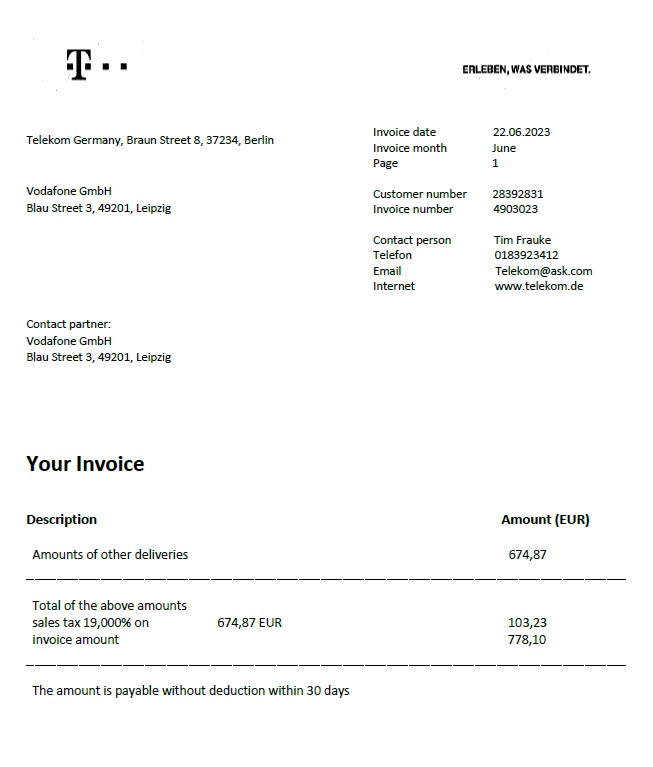 T
ERLEBEN, WAS VERBINDET.
Telekom Germany, Braun Street 8, 37234, Berlin
Invoice date 22.06.2023
Invoice month June
Page 1
Vodafone GmbH
Blau Street 3, 49201, Leipzig
Customer number 28392831
Invoice number 4903023
Contact person Tim Frauke
Telefon 0183923412
Email Telekom@ask.com
Internet www.telekom.de
Contact partner:
Vodafone GmbH
Blau Street 3, 49201, Leipzig
Your Invoice
Description Amount (EUR)
Amounts of other deliveries 674,87
Total of the above amounts
sales tax 19,000% on 674,87 EUR 103,23
invoice amount 778,10
The amount is payable without deduction within 30 days